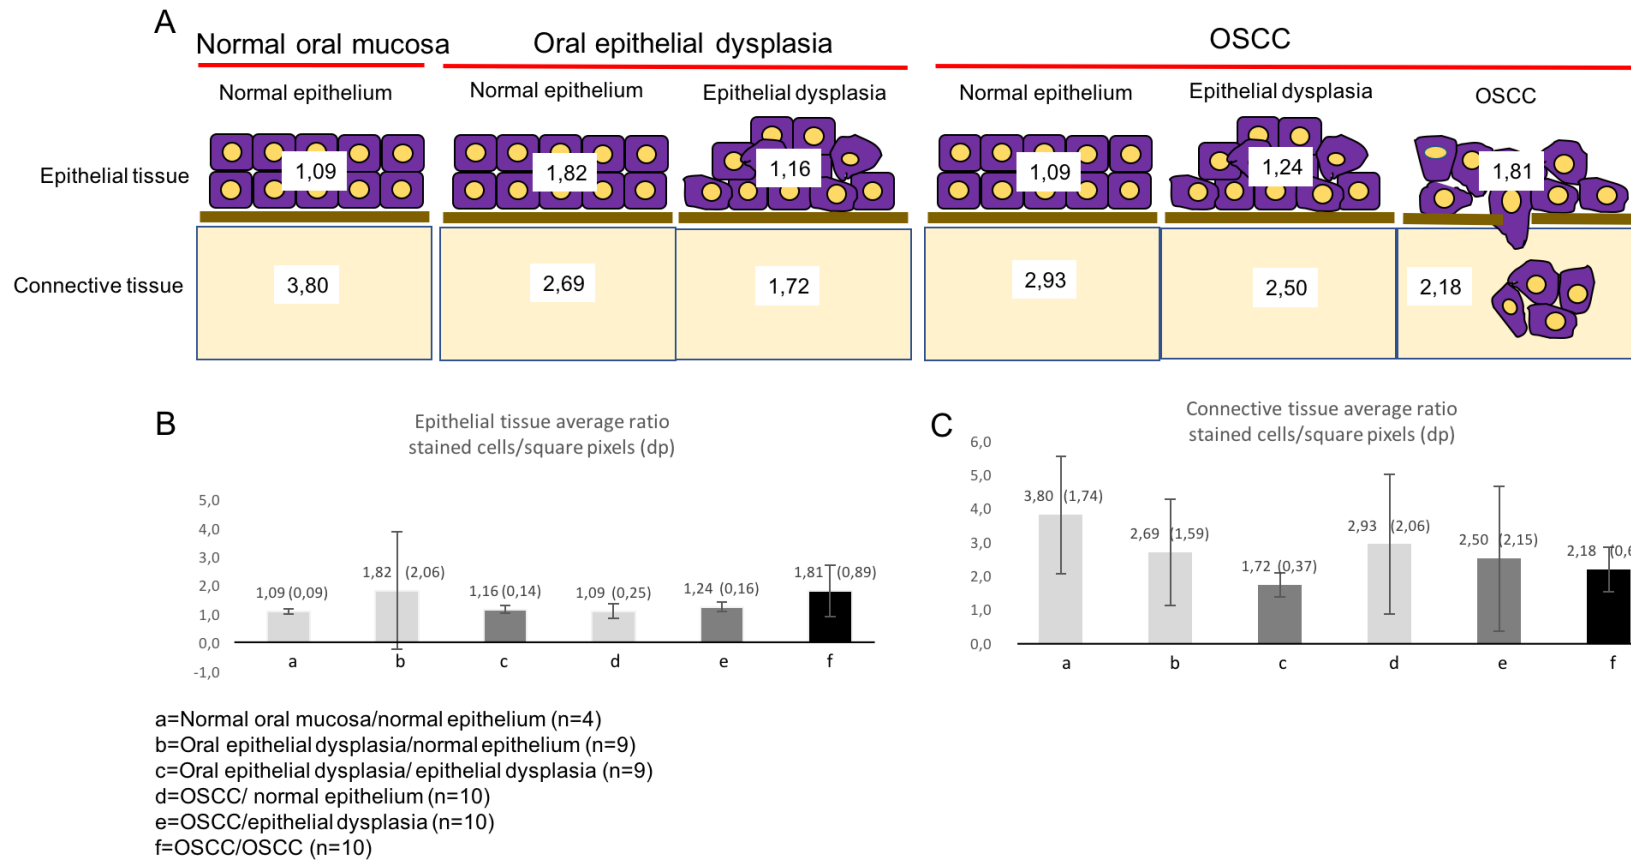 A
Normal oral mucosa
Oral epithelial dysplasia
OSCC
Normal epithelium
Normal epithelium
Epithelial dysplasia
Normal epithelium
Epithelial dysplasia
OSCC
Epithelial tissue
1,09
1,82
1,16
1,09
1,24
1,81
Connective tissue
3,80
2,69
1,72
2,93
2,50
2,18
B
Epithelial tissue average ratio
stained cells/square pixels (dp)
5,0
4,0
3,0
2,0
1,0
0,0
-1,0
1,09 (0,09)
1,82 (2,06)
1,16 (0,14)
1,09 (0,25)
1,24 (0,16)
1,81 (0,89)
a b c d e f
C
Connective tissue average ratio
stained cells/square pixels (dp)
6,0
5,0
4,0
3,0
2,0
1,0
0,0
3,80 (1,74)
2,69 (1,59)
1,72 (0,37)
2,93 (2,06)
2,50 (2,15)
2,18
a b c d e f
a=Normal oral mucosa/normal epithelium (n=4)
b=Oral epithelial dysplasia/normal epithelium (n=9)
c=Oral epithelial dysplasia/ epithelial dysplasia (n=9)
d=OSCC/ normal epithelium (n=10)
e=OSCC/epithelial dysplasia (n=10)
f=OSCC/OSCC (n=10)